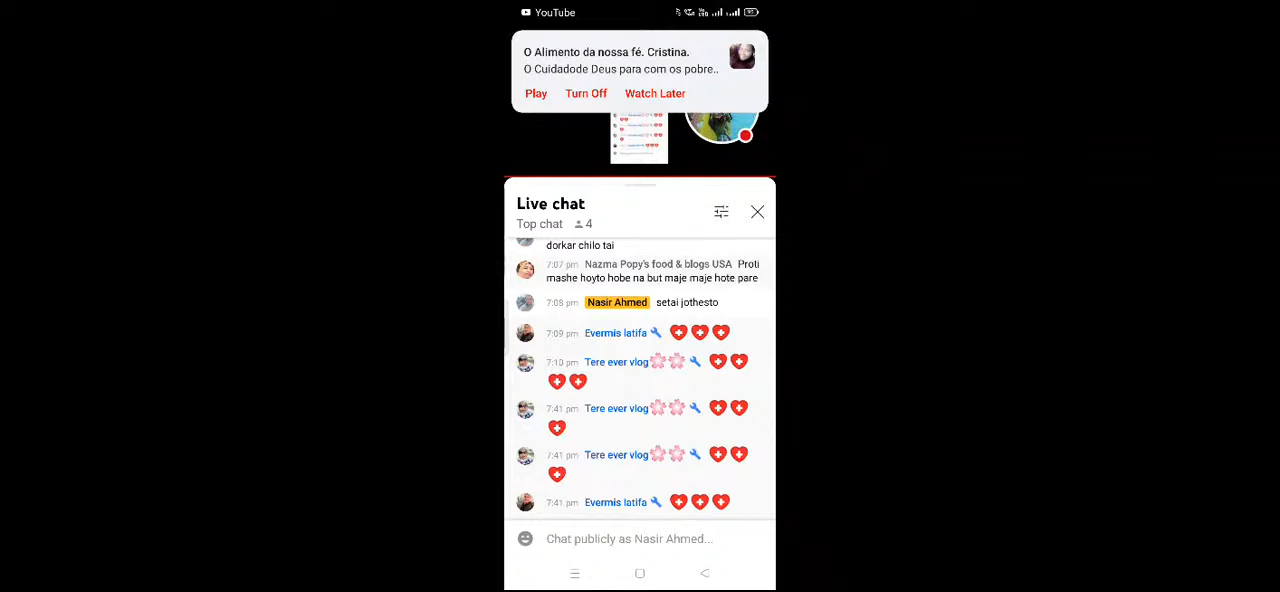 YouTube
O Alimento da nossa fé. Cristina.
O Cuidadode Deus para com os pobre..
Play Turn Off Watch Later
Live chat
Top chat 4
dorkar chilo tai
7:07 pm Nazma Popy's food & blogs USA Proti
mashe hoyto hobe na but maje maje hote pare
7:08 pm Nasir Ahmed setai jothesto
7:09 pm Evermis latifa
7:10 pm Tere ever vlog
7:41 pm Tere ever vlog
7:41 pm Tere ever vlog
7:41 pm Evermis latifa
Chat publicly as Nasir Ahmed...